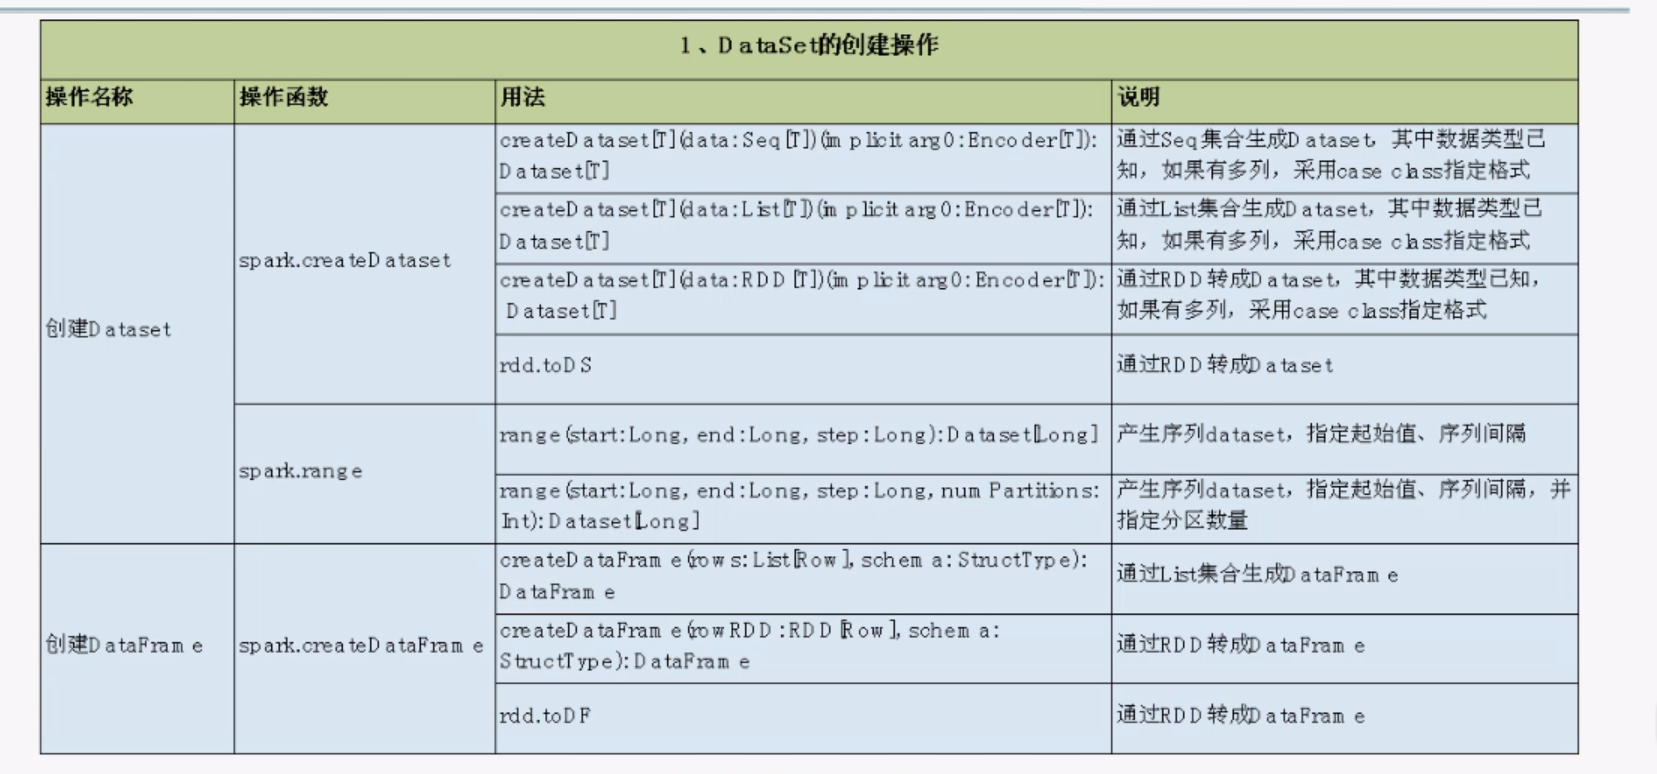 1、DataSet的创建操作
操作名称 操作函数 用法 说明
创建Dataset
spark.createDataset
createDataset[T](data:Seq[T])(implicit arg0:Encoder[T]):
Dataset[T]
通过Seq集合生成Dataset，其中数据类型已
知，如果有多列，采用case class指定格式
createDataset[T](data:List[T])(implicit arg0:Encoder[T]):
Dataset[T]
通过List集合生成Dataset，其中数据类型已
知，如果有多列，采用case class指定格式
createDataset[T](data:RDD[T])(implicit arg0:Encoder[T]):
Dataset[T]
通过RDD转成Dataset，其中数据类型已知，
如果有多列，采用case class指定格式
rdd.toDS
通过RDD转成Dataset
spark.range
range(start:Long, end:Long, step:Long):Dataset[Long]
产生序列dataset，指定起始值、序列间隔
range(start:Long, end:Long, step:Long,numPartitions:
Int):Dataset[Long]
产生序列dataset，指定起始值、序列间隔，并
指定分区数量
创建DataFrame
spark.createDataFrame
createDataFrame(rows:List[Row],schema:StructType):
DataFrame
通过List集合生成DataFrame
createDataFrame(rowRDD:RDD[Row],schema:
StructType):DataFrame
通过RDD转成DataFrame
rdd.toDF
通过RDD转成DataFrame